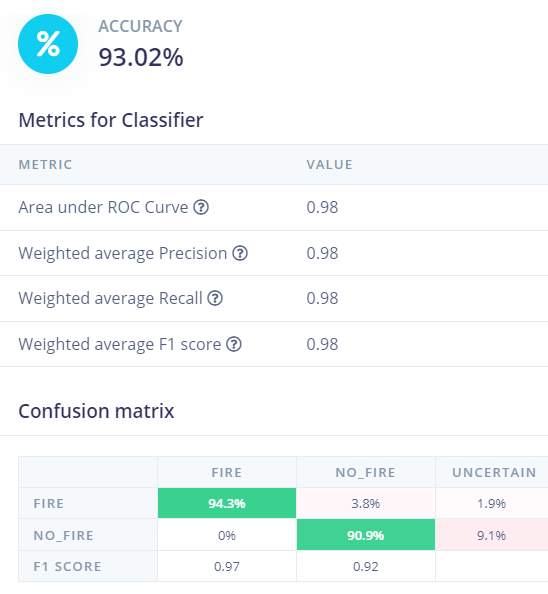 %
ACCURACY
93.02%
Metrics for Classifier
METRIC VALUE
Area under ROC Curve ? 0.98
Weighted average Precision ? 0.98
Weighted average Recall ? 0.98
Weighted average F1 score ? 0.98
Confusion matrix
FIRE NO_FIRE UNCERTAIN
FIRE 94.3% 3.8% 1.9%
NO_FIRE 0% 90.9% 9.1%
F1 SCORE 0.97 0.92